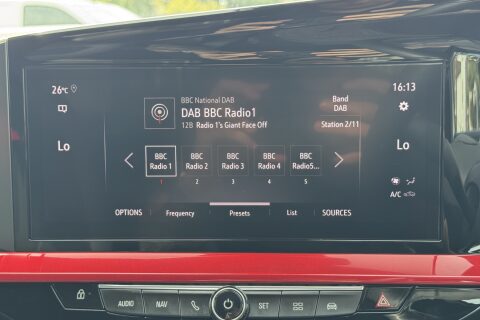 26°C
16:13
BBC National DAB
DAB BBC Radio1
12B Radio 1's Giant Face Off
Band
DAB
Station 2/11
Lo
Lo
BBC
Radio 1
BBC
Radio 2
BBC
Radio 3
BBC
Radio 4
BBC
Radio5...
1
2
3
4
5
A/C
OPTIONS
Frequency
Presets
List
SOURCES
AUDIO
NAV
SET